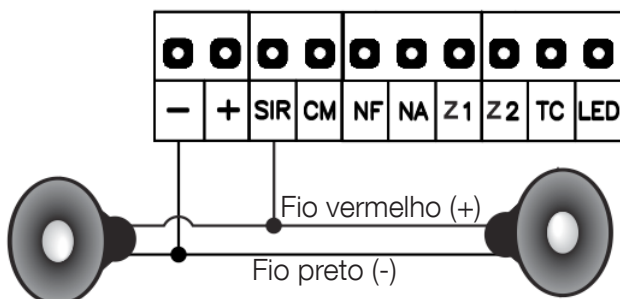 − + SIR CM NF NA Z1 Z2 TC LED
Fio vermelho (+)
Fio preto (-)